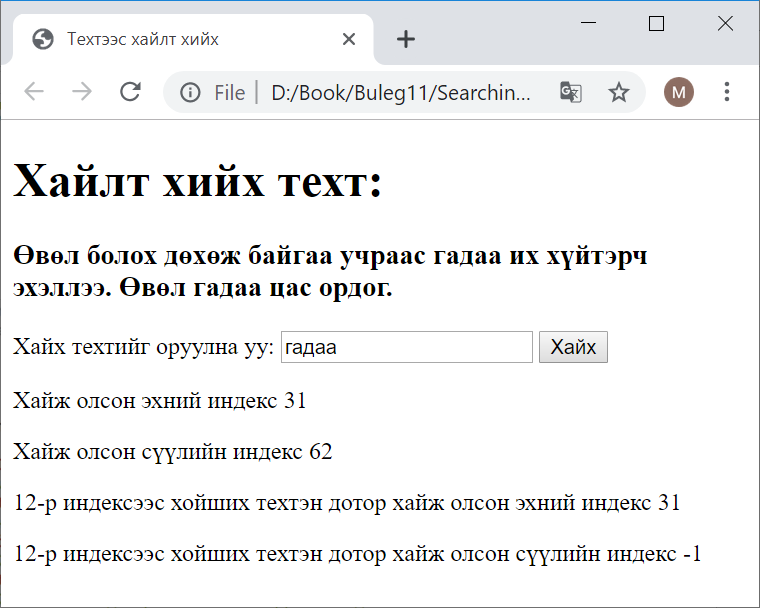 Техтээс хайлт хийх
File | D:/Book/Buleg11/Searchin...
M
Хайлт хийх техт:
Өвөл болох дөхөж байгаа учраас гадаа их хүйтэрч
эхэллээ. Өвөл гадаа цас ордог.
Хайх техтийг оруулна уу: гадаа Хайх
Хайж олсон эхний индекс 31
Хайж олсон сүүлийн индекс 62
12-р индексээс хойших техтэн дотор хайж олсон эхний индекс 31
12-р индексээс хойших техтэн дотор хайж олсон сүүлийн индекс -1